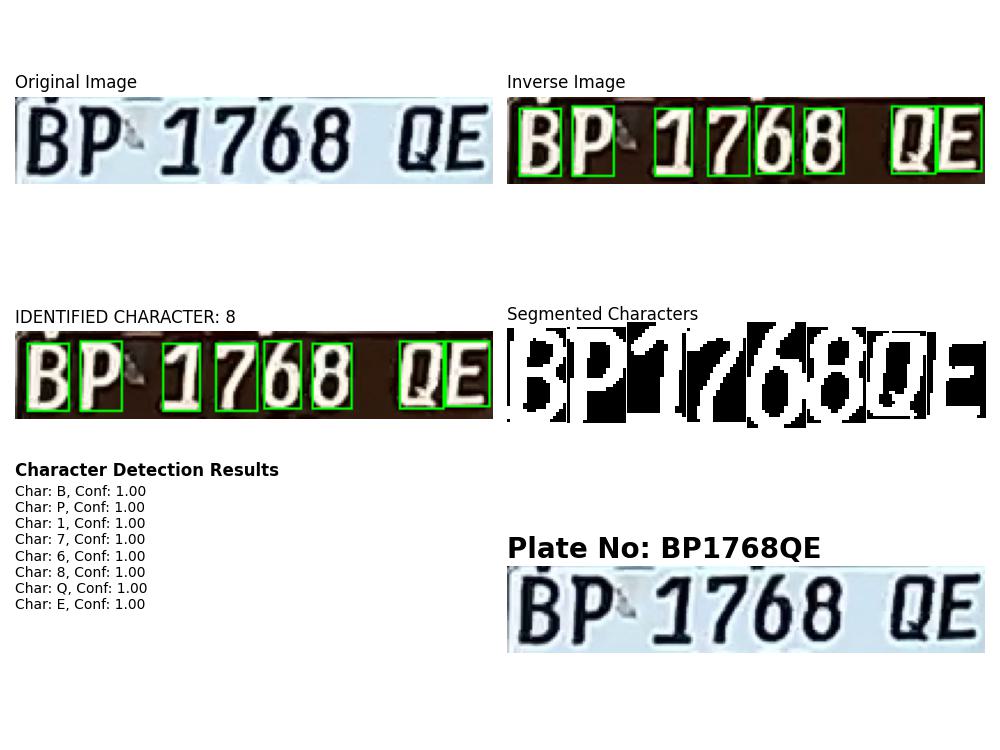 Original Image
BP 1768 QE
Inverse Image
BP 1768 QE
IDENTIFIED CHARACTER: 8
BP 1768 QE
Segmented Characters
BP1768QE
Character Detection Results
Char: B, Conf: 1.00
Char: P, Conf: 1.00
Char: 1, Conf: 1.00
Char: 7, Conf: 1.00
Char: 6, Conf: 1.00
Char: 8, Conf: 1.00
Char: Q, Conf: 1.00
Char: E, Conf: 1.00
Plate No: BP1768QE
BP 1768 QE